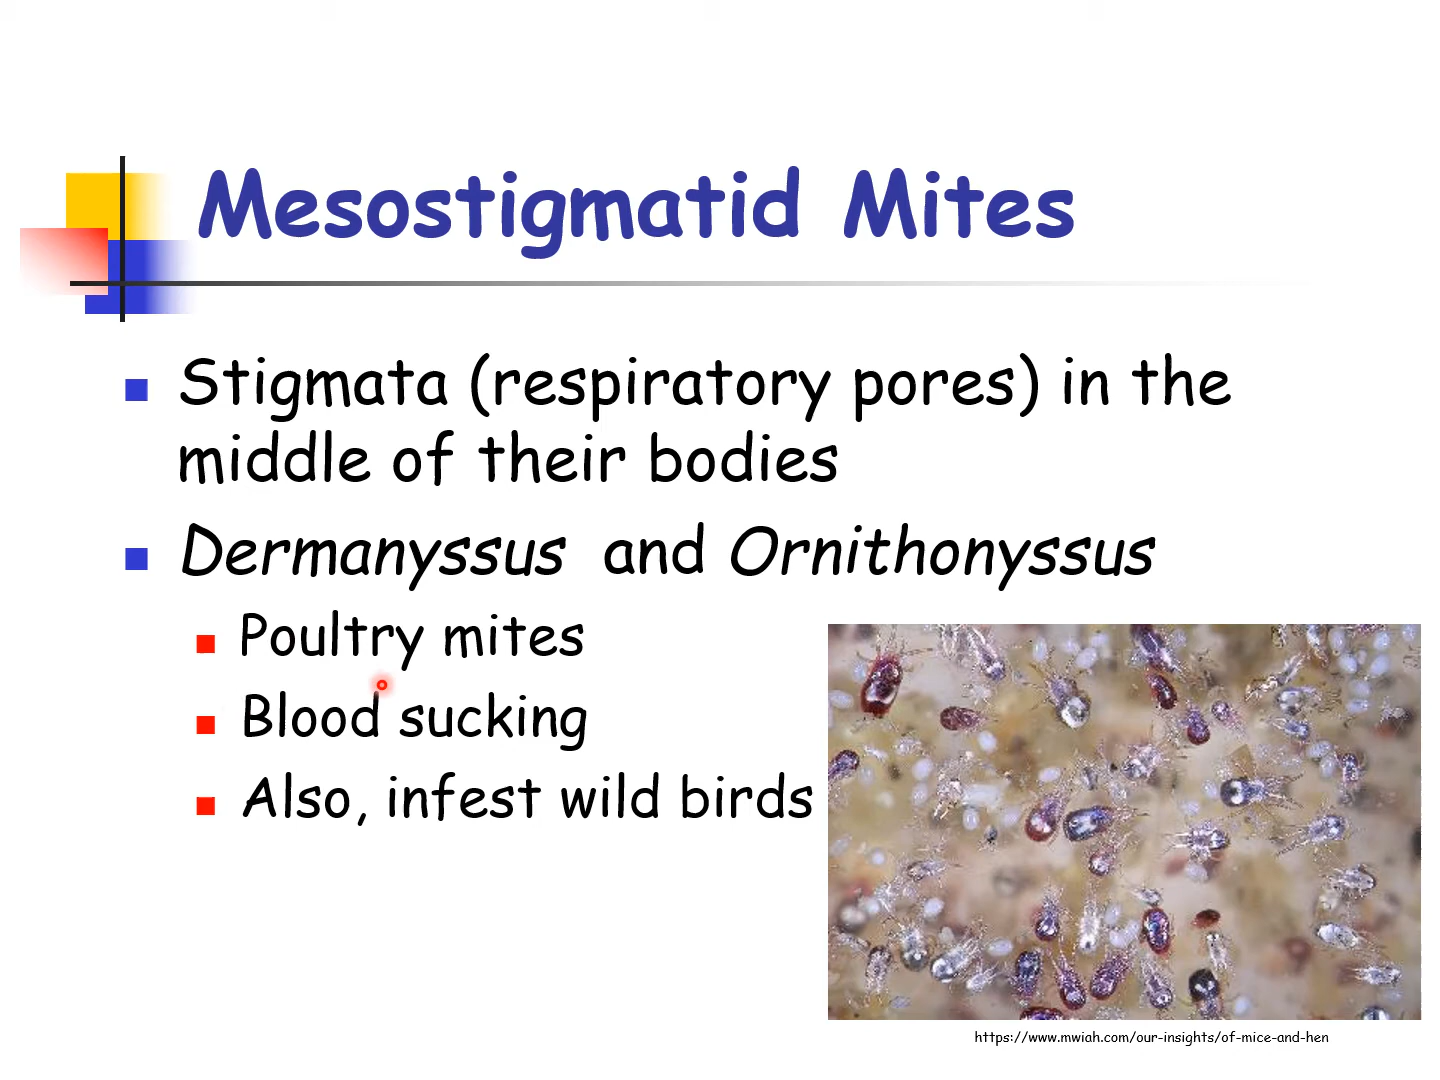 Mesostigmatid Mites
Stigmata (respiratory pores) in the
middle of their bodies
Dermanyssus and Ornithonyssus
Poultry mites
Blood sucking
Also, infest wild birds
https://www.mwiah.com/our-insights/of-mice-and-hen